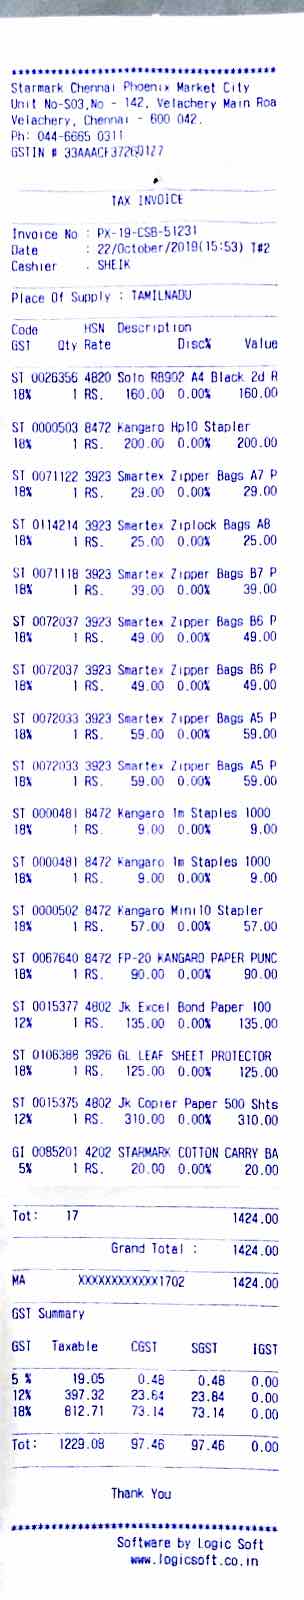 ****************************************
Starmark Chennai Phoenix Market City
Unit No-S03,No - 142, Velachery Main Roa
Velachery, Chennai - 600 042.
Ph: 044-6665 0311
GSTIN # 33AAACF3726Q1Z7
TAX INVOICE
Invoice No : PX-19-CSB-51231
Date : 22/October/2019(15:53) T#2
Cashier : SHEIK
Place Of Supply : TAMILNADU
Code HSN Description
GST Qty Rate Disc% Value
ST 0026356 4820 Solo RB902 A4 Black 2d R
18% 1 RS. 160.00 0.00% 160.00
ST 0000503 8472 Kangaro Hp10 Stapler
18% 1 RS. 200.00 0.00% 200.00
ST 0071122 3923 Smartex Zipper Bags A7 P
18% 1 RS. 29.00 0.00% 29.00
ST 0114214 3923 Smartex Ziplock Bags A8
18% 1 RS. 25.00 0.00% 25.00
ST 0071118 3923 Smartex Zipper Bags B7 P
18% 1 RS. 39.00 0.00% 39.00
ST 0072037 3923 Smartex Zipper Bags B6 P
18% 1 RS. 49.00 0.00% 49.00
ST 0072037 3923 Smartex Zipper Bags B6 P
18% 1 RS. 49.00 0.00% 49.00
ST 0072033 3923 Smartex Zipper Bags A5 P
18% 1 RS. 59.00 0.00% 59.00
ST 0072033 3923 Smartex Zipper Bags A5 P
18% 1 RS. 59.00 0.00% 59.00
ST 0000481 8472 Kangaro 1m Staples 1000
18% 1 RS. 9.00 0.00% 9.00
ST 0000481 8472 Kangaro 1m Staples 1000
18% 1 RS. 9.00 0.00% 9.00
ST 0000502 8472 Kangaro Mini10 Stapler
18% 1 RS. 57.00 0.00% 57.00
ST 0067640 8472 FP-20 KANGARO PAPER PUNC
18% 1 RS. 90.00 0.00% 90.00
ST 0015377 4802 Jk Excel Bond Paper 100
12% 1 RS. 135.00 0.00% 135.00
ST 0106388 3926 GL LEAF SHEET PROTECTOR
18% 1 RS. 125.00 0.00% 125.00
ST 0015375 4802 Jk Copier Paper 500 Shts
12% 1 RS. 310.00 0.00% 310.00
GI 0085201 4202 STARMARK COTTON CARRY BA
5% 1 RS. 20.00 0.00% 20.00
Tot: 17 1424.00
Grand Total : 1424.00
MA XXXXXXXXXXXX1702 1424.00
GST Summary
GST Taxable CGST SGST IGST
5 % 19.05 0.48 0.48 0.00
12% 397.32 23.84 23.84 0.00
18% 812.71 73.14 73.14 0.00
Tot: 1229.08 97.46 97.46 0.00
Thank You
****************************************
Software by Logic Soft
www.logicsoft.co.in